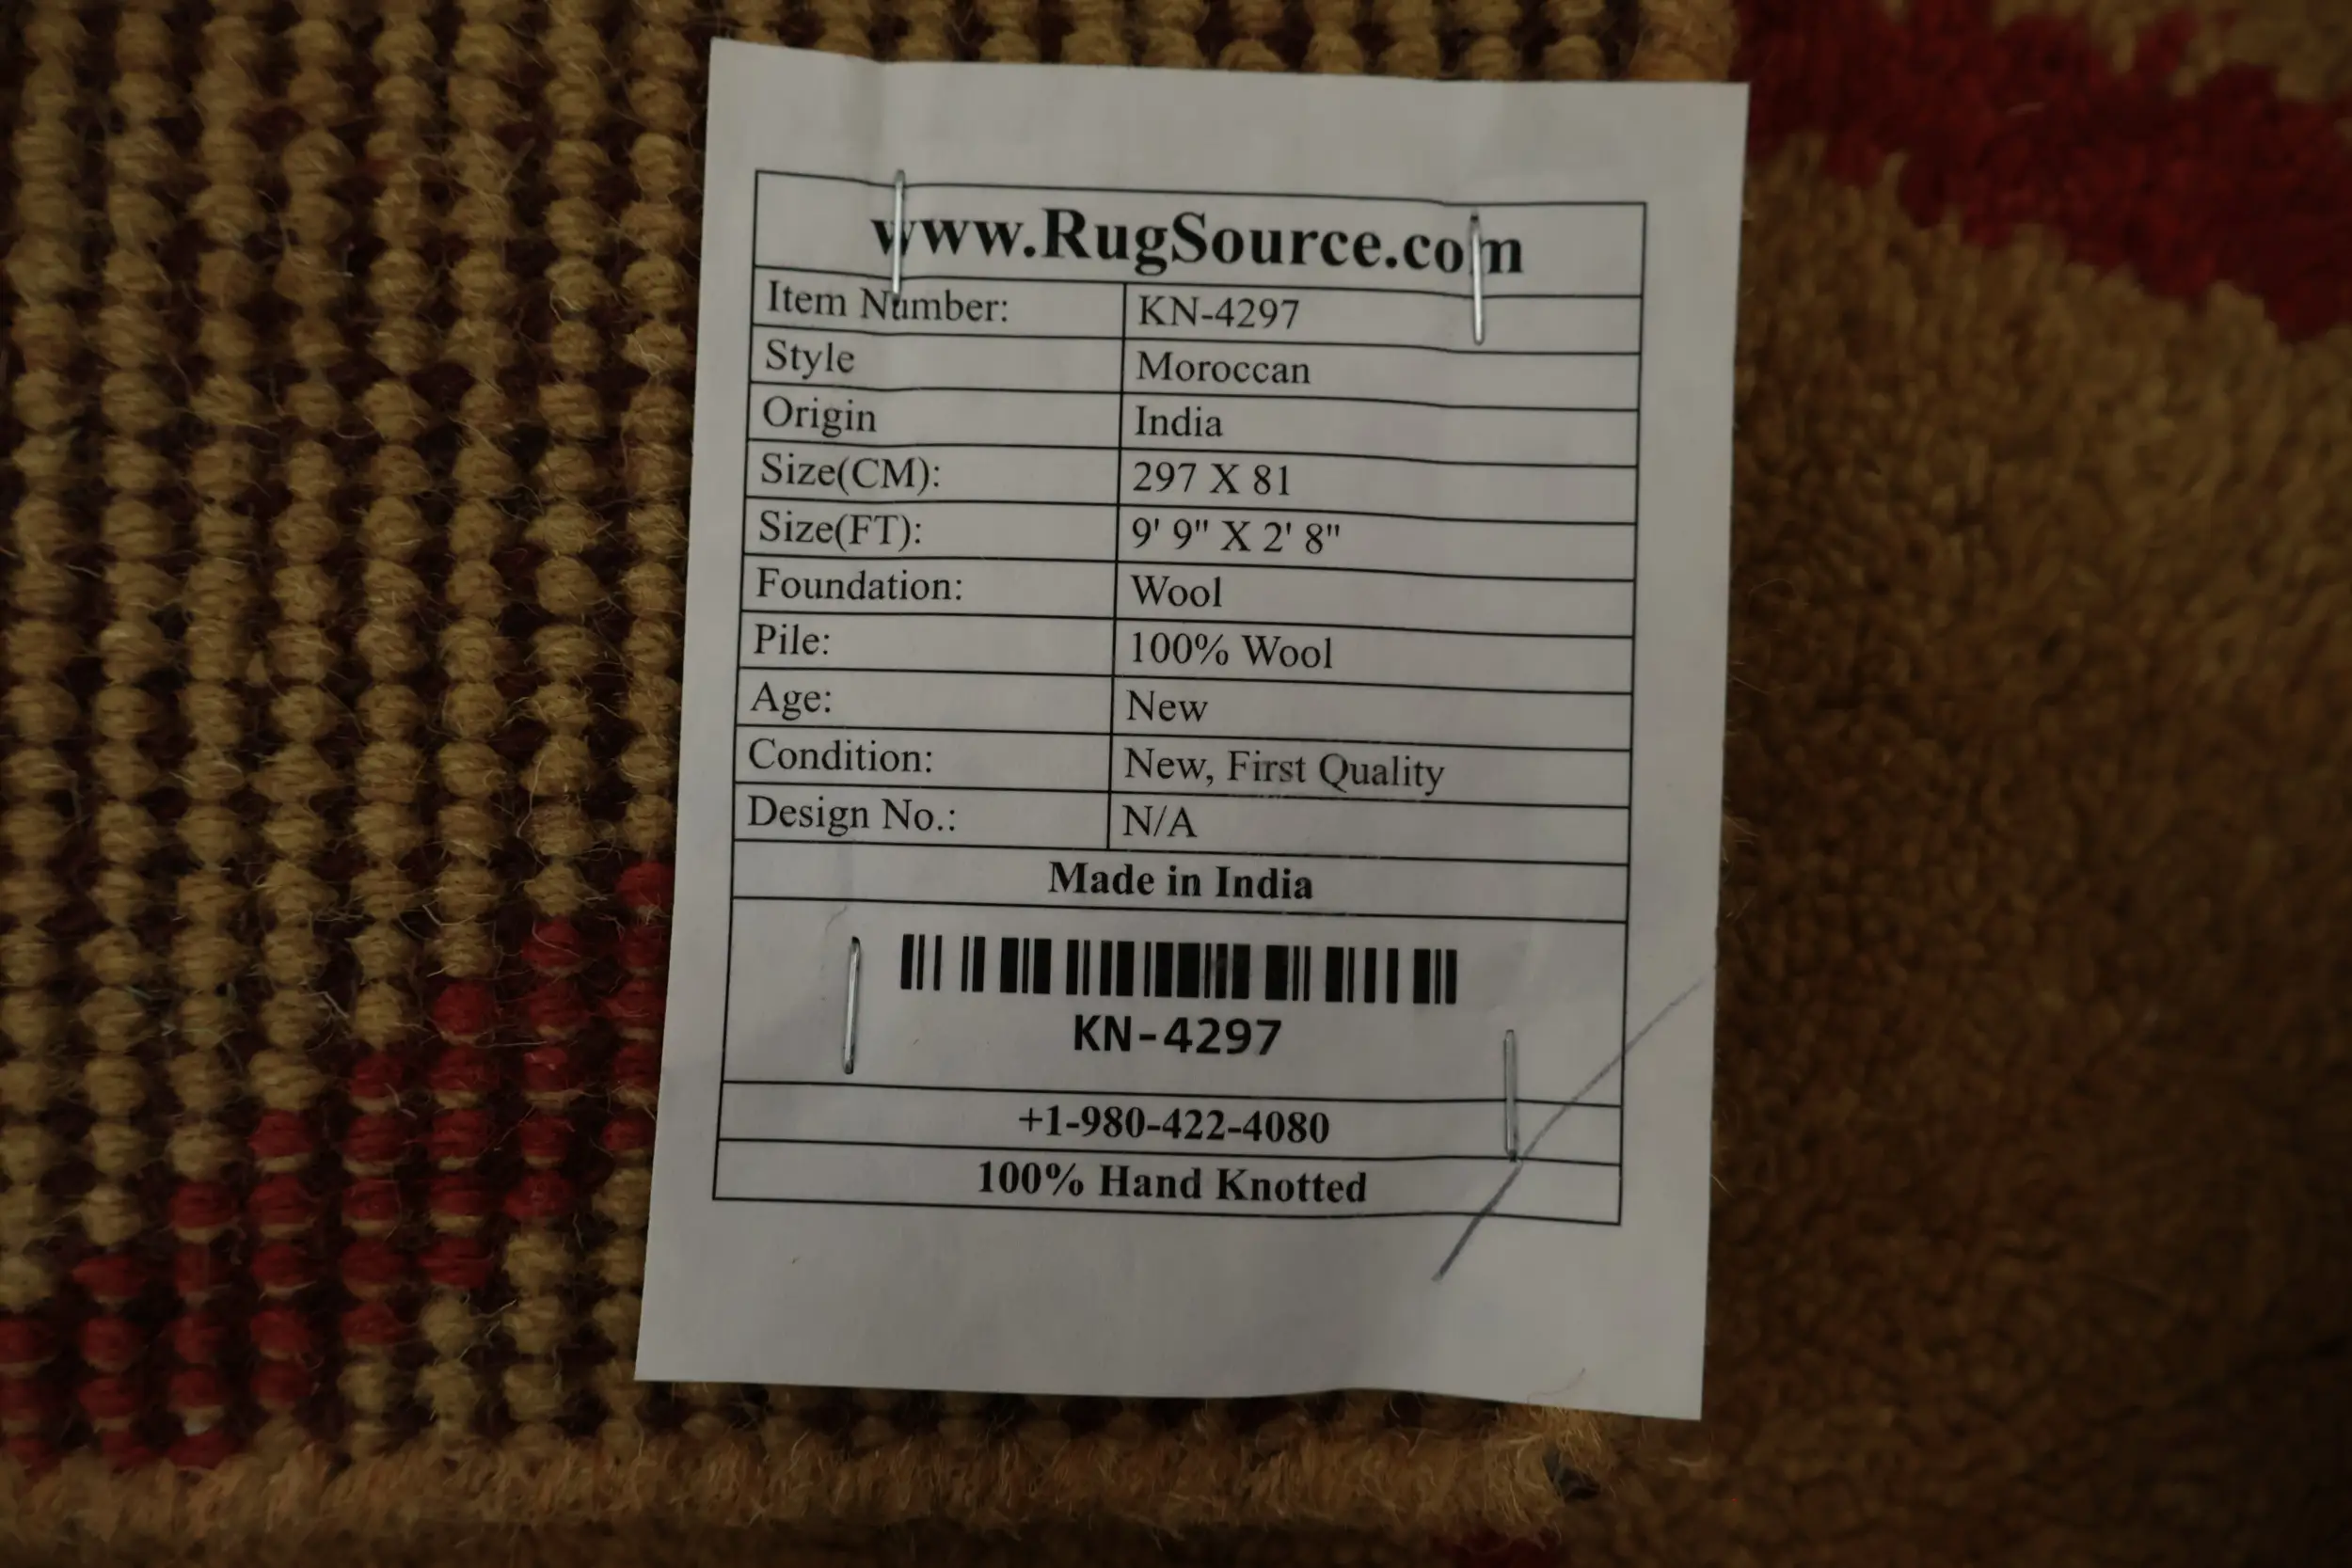 www.RugSource.com
Item Number: KN-4297
Style Moroccan
Origin India
Size(CM): 297 X 81
Size(FT): 9' 9" X 2' 8"
Foundation: Wool
Pile: 100% Wool
Age: New
Condition: New, First Quality
Design No.: N/A
Made in India
KN-4297
+1-980-422-4080
100% Hand Knotted